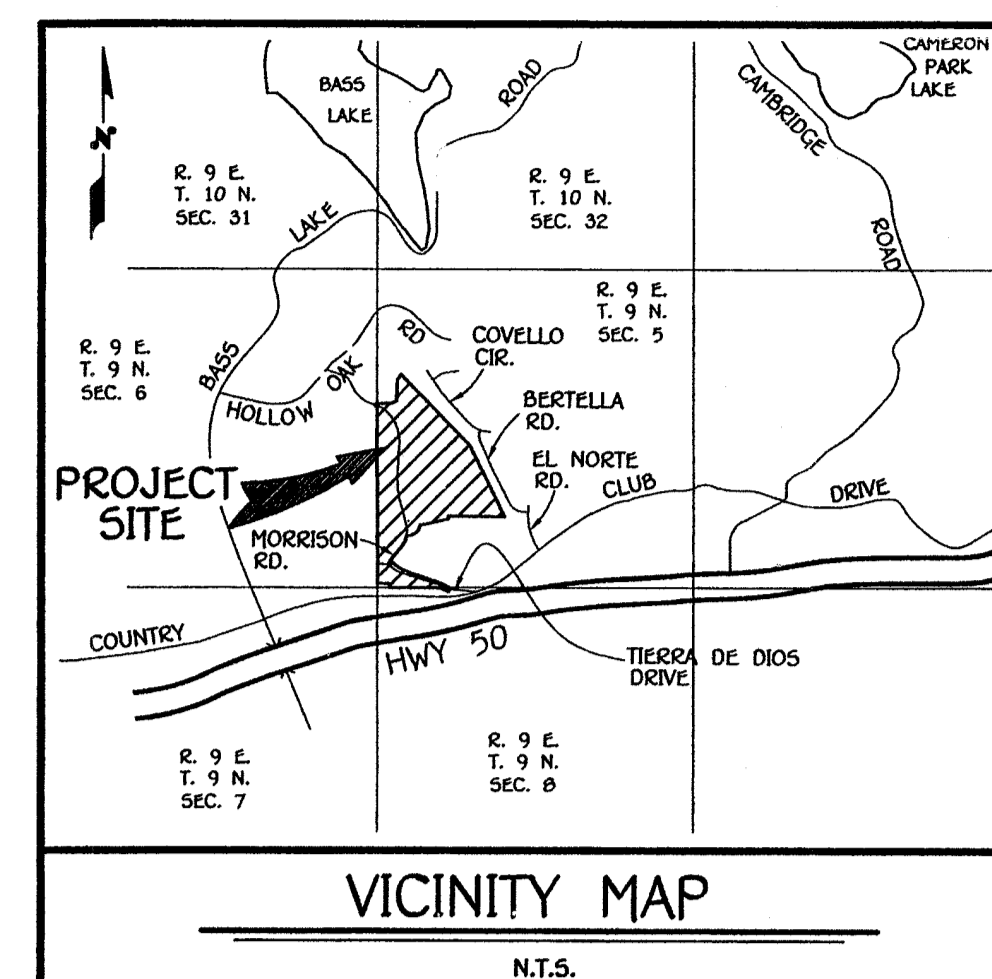 CAMERON
PARK
LAKE
BASS
LAKE
ROAD
CAMBRIDGE
ROAD
N
R. 9 E.
T. 10 N.
SEC. 31
R. 9 E.
T. 10 N.
SEC. 32
LAKE
BASS
R. 9 E.
T. 9 N.
SEC. 5
R. 9 E.
T. 9 N.
SEC. 6
HOLLOW OAK RD
COVELLO
CIR.
BERTELLA
RD.
EL NORTE
RD.
PROJECT
SITE
MORRISON
RD.
COUNTRY CLUB DRIVE
HWY 50
TIERRA DE DIOS
DRIVE
R. 9 E.
T. 9 N.
SEC. 7
R. 9 E.
T. 9 N.
SEC. 8
VICINITY MAP
N.T.S.